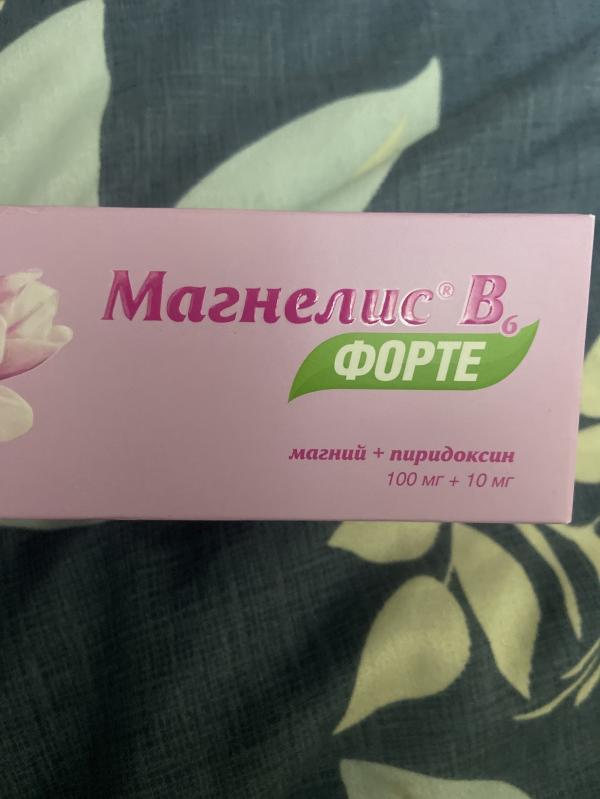 Магнелис® B₆
ФОРТЕ
магний + пиридоксин
100 мг + 10 мг